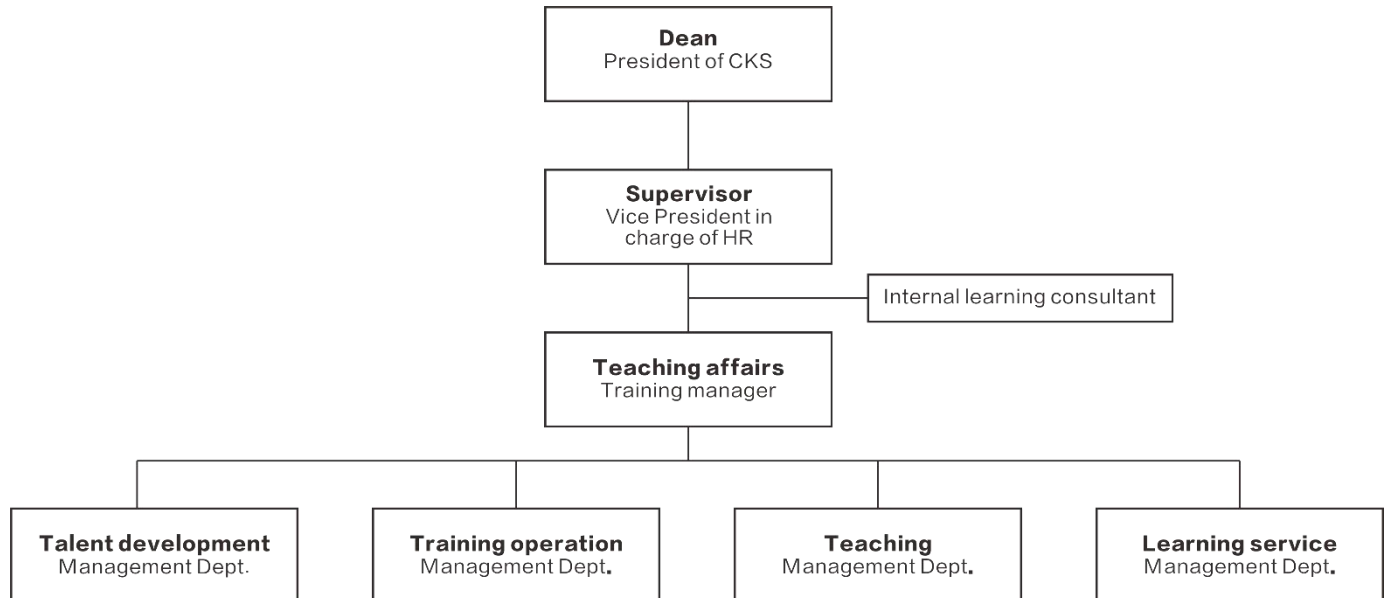 Dean
President of CKS
Supervisor
Vice President in
charge of HR
Internal learning consultant
Teaching affairs
Training manager
Talent development
Management Dept.
Training operation
Management Dept.
Teaching
Management Dept.
Learning service
Management Dept.